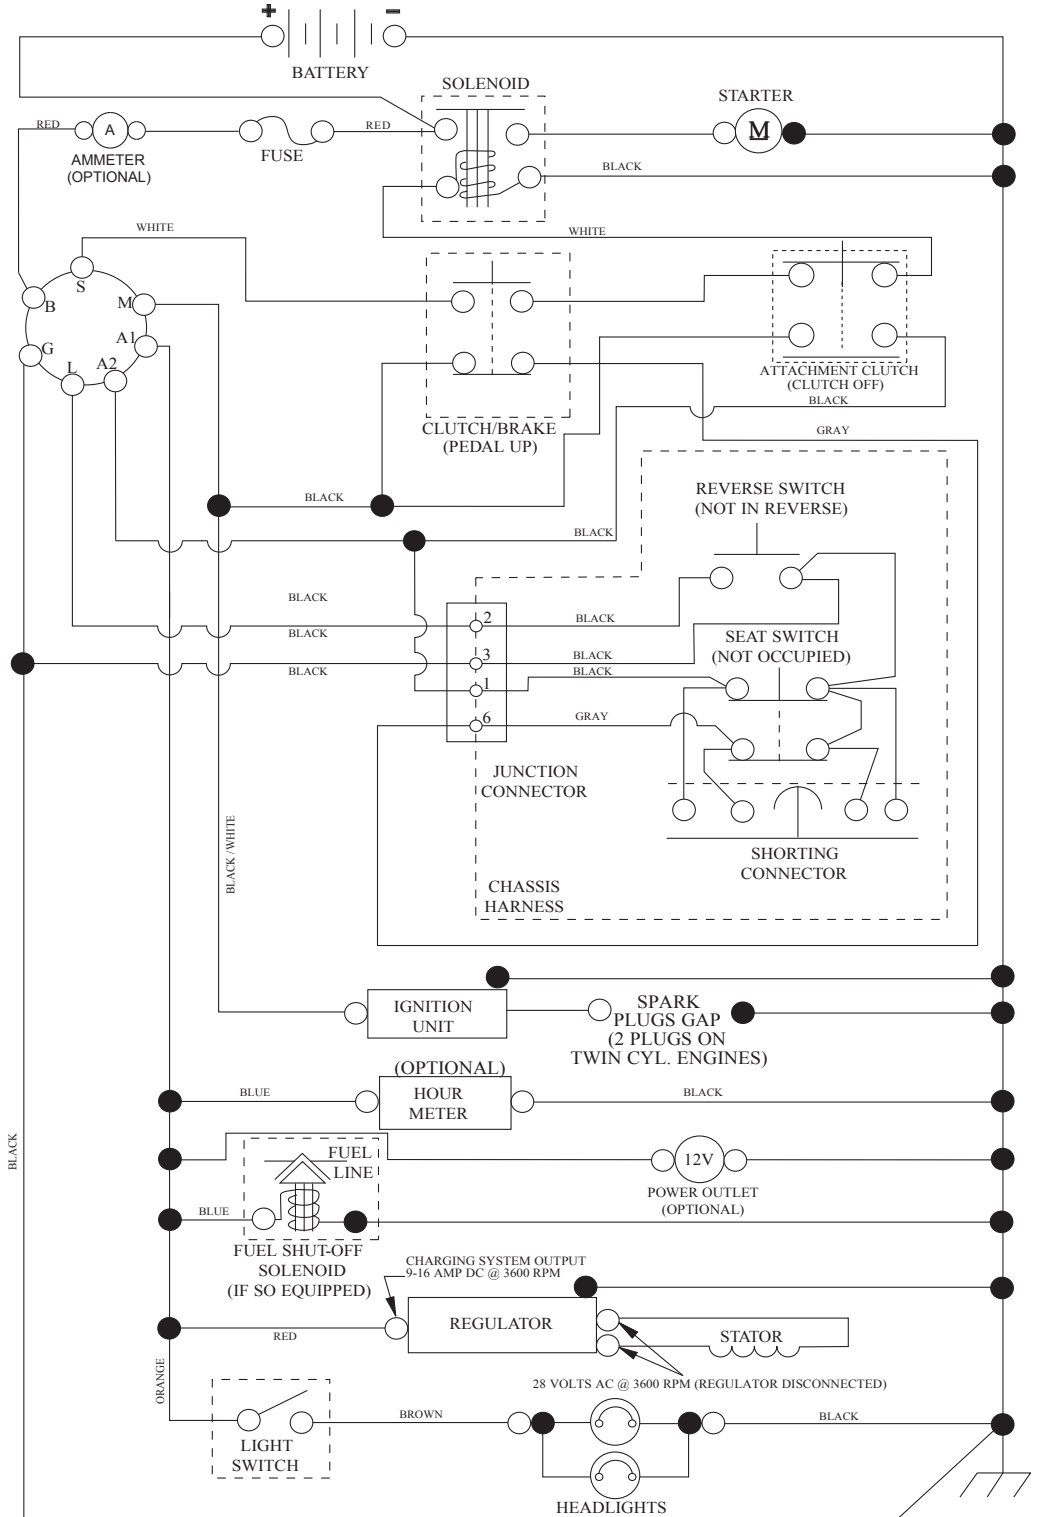 + -
BATTERY
SOLENOID
STARTER
RED
A
RED
M
FUSE
AMMETER
(OPTIONAL)
BLACK
WHITE
WHITE
S
B
M
A1
G
L
A2
ATTACHMENT CLUTCH
(CLUTCH OFF)
BLACK
CLUTCH/BRAKE
(PEDAL UP)
GRAY
REVERSE SWITCH
(NOT IN REVERSE)
BLACK
BLACK
BLACK
2
BLACK
BLACK
SEAT SWITCH
(NOT OCCUPIED)
3
BLACK
BLACK
BLACK
1
6
GRAY
JUNCTION
CONNECTOR
BLACK / WHITE
SHORTING
CONNECTOR
CHASSIS
HARNESS
IGNITION
UNIT
SPARK
PLUGS GAP
(2 PLUGS ON
TWIN CYL. ENGINES)
(OPTIONAL)
HOUR
METER
BLUE
BLACK
BLACK
FUEL
LINE
12V
POWER OUTLET
(OPTIONAL)
BLUE
FUEL SHUT-OFF
SOLENOID
(IF SO EQUIPPED)
CHARGING SYSTEM OUTPUT
9-16 AMP DC @ 3600 RPM
REGULATOR
RED
STATOR
28 VOLTS AC @ 3600 RPM (REGULATOR DISCONNECTED)
ORANGE
BROWN
BLACK
LIGHT
SWITCH
HEADLIGHTS